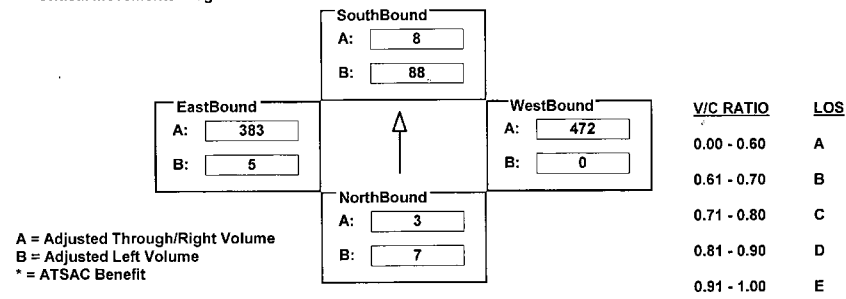 SouthBound
A: 8
B: 88
EastBound
A: 383
B: 5
WestBound
A: 472
B: 0
NorthBound
A: 3
B: 7
A = Adjusted Through/Right Volume
B = Adjusted Left Volume
* = ATSAC Benefit
V/C RATIO LOS
0.00 - 0.60 A
0.61 - 0.70 B
0.71 - 0.80 C
0.81 - 0.90 D
0.91 - 1.00 E